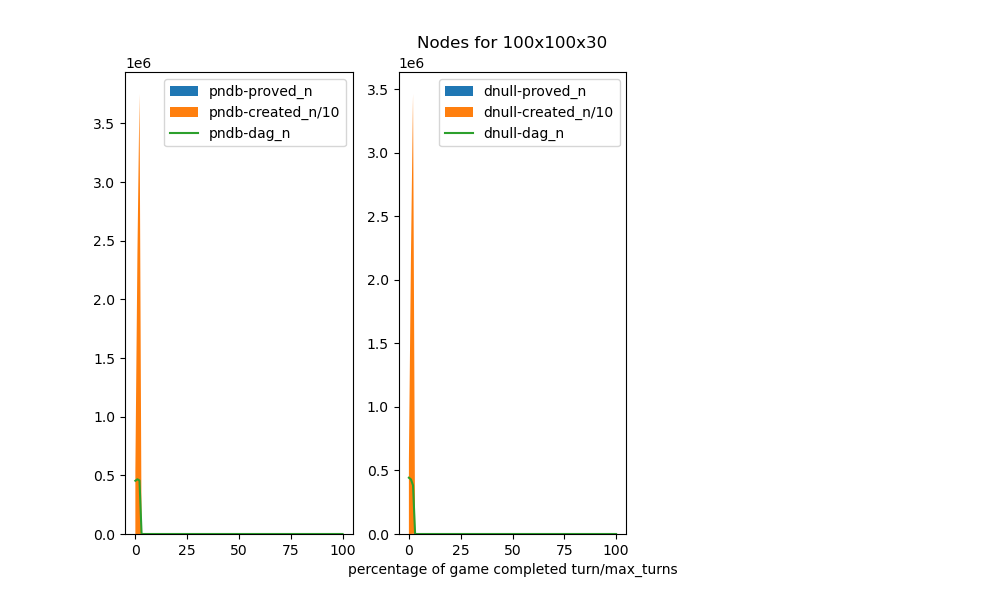 Nodes for 100x100x30
1e6
pndb-proved_n
pndb-created_n/10
pndb-dag_n
3.5
3.0
2.5
2.0
1.5
1.0
0.5
0.0
0 25 50 75 100
1e6
dnull-proved_n
dnull-created_n/10
dnull-dag_n
3.5
3.0
2.5
2.0
1.5
1.0
0.5
0.0
0 25 50 75 100
percentage of game completed turn/max_turns